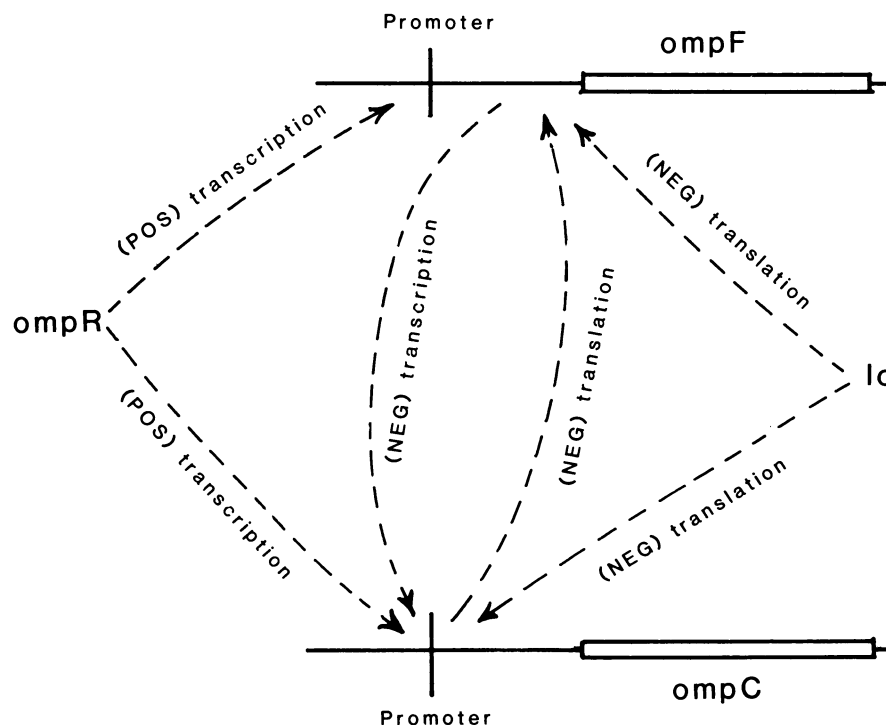 Promoter
ompF
(POS) transcription
(NEG) translation
(NEG) transcription
(NEG) translation
ompR
(POS) transcription
(NEG) translation
ompC
Promoter